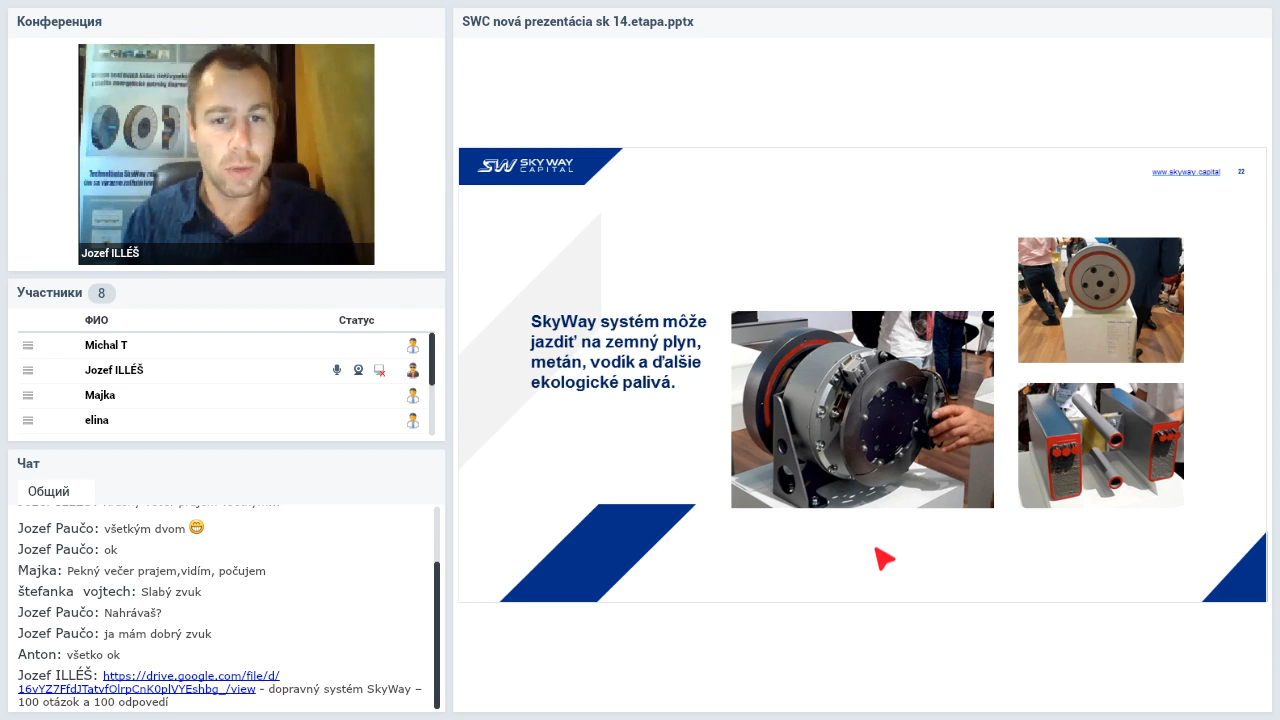 Конференция
Jozef ILLÉŠ
Участники 8
ФИО Статус
Michal T
Jozef ILLÉŠ
Majka
elina
Чат
Общий
Jozef Paučo: všetkým dvom
Jozef Paučo: ok
Majka: Pekný večer prajem,vidím, počujem
štefanka vojtech: Slabý zvuk
Jozef Paučo: Nahrávaš?
Jozef Paučo: ja mám dobrý zvuk
Anton: všetko ok
Jozef ILLÉŠ: https://drive.google.com/file/d/
16vYZ7FfdJTatvfOlrpCnK0plVYEshbg_/view - dopravný systém SkyWay –
100 otázok a 100 odpovedí
SWC nová prezentácia sk 14.etapa.pptx
SW SKY WAY
CAPITAL
www.skyway.capital 22
SkyWay systém môže
jazdiť na zemný plyn,
metán, vodík a ďalšie
ekologické palivá.